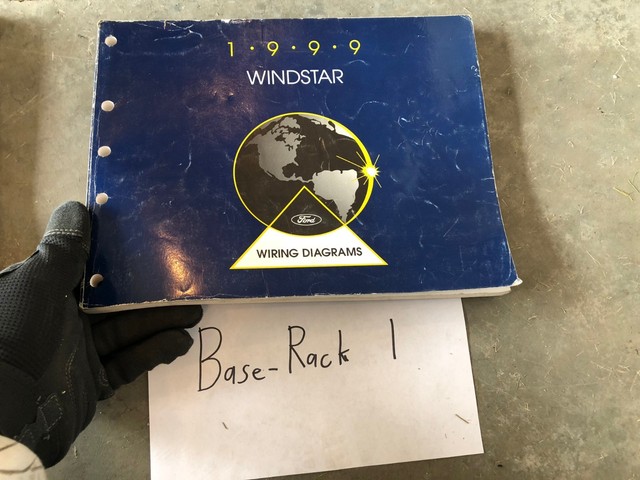 1·9·9·9
WINDSTAR
Ford
WIRING DIAGRAMS
Base-Rack 1